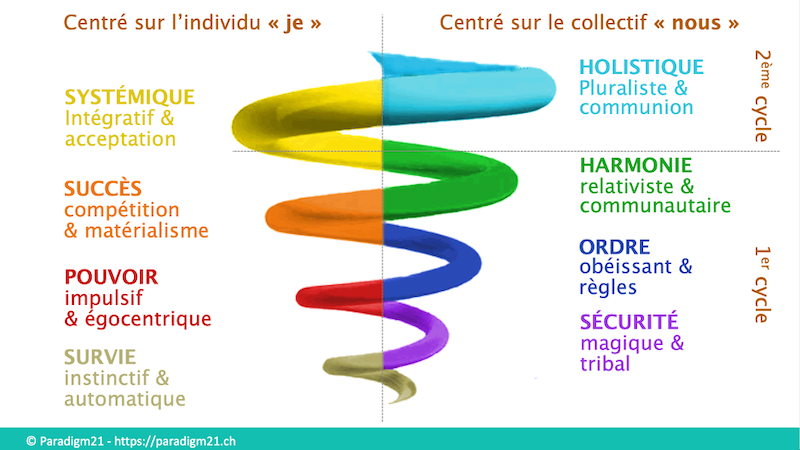 Centré sur l’individu « je »
Centré sur le collectif « nous »
SYSTÉMIQUE
Intégratif &
acceptation
HOLISTIQUE
Pluraliste &
communion
2ème cycle
SUCCÈS
compétition
& matérialisme
HARMONIE
relativiste &
communautaire
POUVOIR
impulsif
& égocentrique
ORDRE
obéissant &
règles
1er cycle
SURVIE
instinctif &
automatique
SÉCURITÉ
magique &
tribal
© Paradigm21 - https://paradigm21.ch